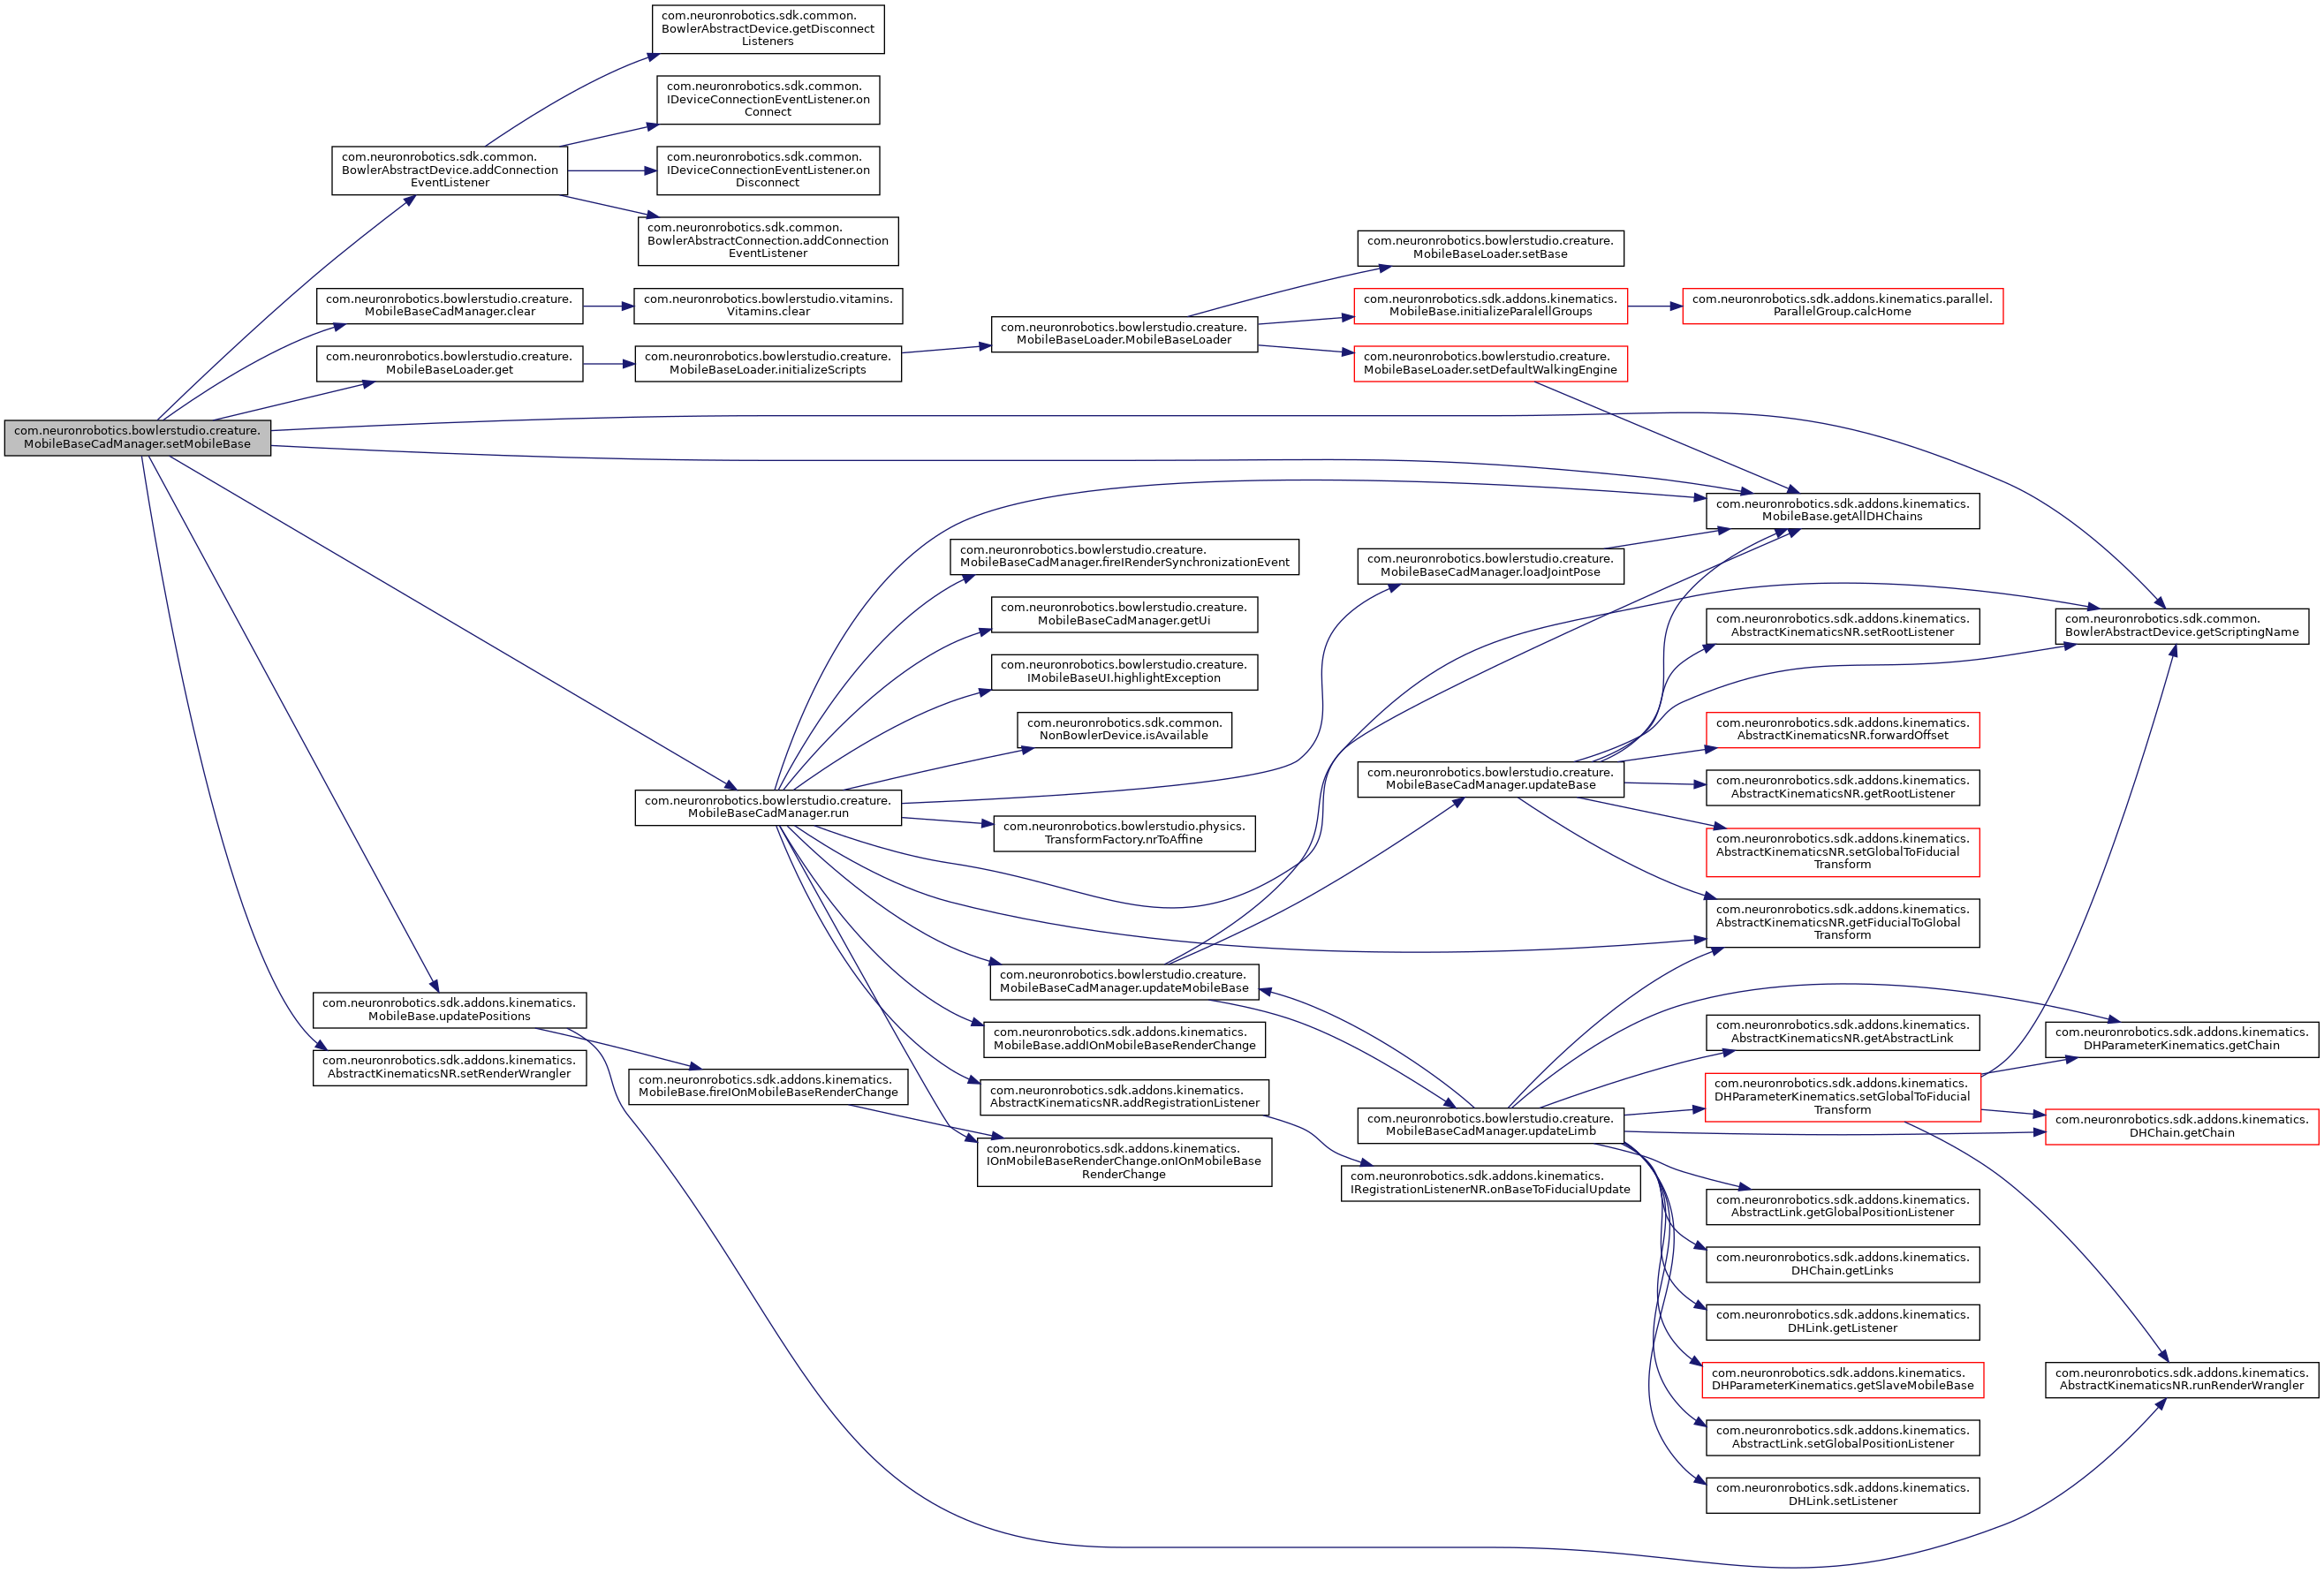 com.neuronrobotics.bowlerstudio.creature.
MobileBaseCadManager.setMobileBase
com.neuronrobotics.sdk.common.
BowlerAbstractDevice.addConnection
EventListener
com.neuronrobotics.bowlerstudio.creature.
MobileBaseCadManager.clear
com.neuronrobotics.bowlerstudio.creature.
MobileBaseLoader.get
com.neuronrobotics.sdk.addons.kinematics.
MobileBase.updatePositions
com.neuronrobotics.sdk.addons.kinematics.
AbstractKinematicsNR.setRenderWrangler
com.neuronrobotics.sdk.common.
BowlerAbstractDevice.getDisconnect
Listeners
com.neuronrobotics.sdk.common.
IDeviceConnectionEventListener.on
Connect
com.neuronrobotics.sdk.common.
IDeviceConnectionEventListener.on
Disconnect
com.neuronrobotics.sdk.common.
BowlerAbstractConnection.addConnection
EventListener
com.neuronrobotics.bowlerstudio.vitamins.
Vitamins.clear
com.neuronrobotics.bowlerstudio.creature.
MobileBaseLoader.initializeScripts
com.neuronrobotics.bowlerstudio.creature.
MobileBaseCadManager.run
com.neuronrobotics.sdk.addons.kinematics.
MobileBase.fireIOnMobileBaseRenderChange
com.neuronrobotics.bowlerstudio.creature.
MobileBaseLoader.MobileBaseLoader
com.neuronrobotics.bowlerstudio.creature.
MobileBaseCadManager.fireIRenderSynchronizationEvent
com.neuronrobotics.bowlerstudio.creature.
MobileBaseCadManager.getUi
com.neuronrobotics.bowlerstudio.creature.
IMobileBaseUI.highlightException
com.neuronrobotics.sdk.common.
NonBowlerDevice.isAvailable
com.neuronrobotics.bowlerstudio.physics.
TransformFactory.nrToAffine
com.neuronrobotics.bowlerstudio.creature.
MobileBaseCadManager.updateMobileBase
com.neuronrobotics.sdk.addons.kinematics.
MobileBase.addIOnMobileBaseRenderChange
com.neuronrobotics.sdk.addons.kinematics.
AbstractKinematicsNR.addRegistrationListener
com.neuronrobotics.sdk.addons.kinematics.
IOnMobileBaseRenderChange.onIOnMobileBase
RenderChange
com.neuronrobotics.bowlerstudio.creature.
MobileBaseLoader.setBase
com.neuronrobotics.sdk.addons.kinematics.
MobileBase.initializeParalellGroups
com.neuronrobotics.bowlerstudio.creature.
MobileBaseLoader.setDefaultWalkingEngine
com.neuronrobotics.bowlerstudio.creature.
MobileBaseCadManager.loadJointPose
com.neuronrobotics.bowlerstudio.creature.
MobileBaseCadManager.updateBase
com.neuronrobotics.bowlerstudio.creature.
MobileBaseCadManager.updateLimb
com.neuronrobotics.sdk.addons.kinematics.
IRegistrationListenerNR.onBaseToFiducialUpdate
com.neuronrobotics.sdk.addons.kinematics.parallel.
ParallelGroup.calcHome
com.neuronrobotics.sdk.addons.kinematics.
MobileBase.getAllDHChains
com.neuronrobotics.sdk.addons.kinematics.
AbstractKinematicsNR.setRootListener
com.neuronrobotics.sdk.addons.kinematics.
AbstractKinematicsNR.forwardOffset
com.neuronrobotics.sdk.addons.kinematics.
AbstractKinematicsNR.getRootListener
com.neuronrobotics.sdk.addons.kinematics.
AbstractKinematicsNR.setGlobalToFiducial
Transform
com.neuronrobotics.sdk.addons.kinematics.
AbstractKinematicsNR.getFiducialToGlobal
Transform
com.neuronrobotics.sdk.addons.kinematics.
AbstractKinematicsNR.getAbstractLink
com.neuronrobotics.sdk.addons.kinematics.
DHParameterKinematics.setGlobalToFiducial
Transform
com.neuronrobotics.sdk.addons.kinematics.
AbstractLink.getGlobalPositionListener
com.neuronrobotics.sdk.addons.kinematics.
DHChain.getLinks
com.neuronrobotics.sdk.addons.kinematics.
DHLink.getListener
com.neuronrobotics.sdk.addons.kinematics.
DHParameterKinematics.getSlaveMobileBase
com.neuronrobotics.sdk.addons.kinematics.
AbstractLink.setGlobalPositionListener
com.neuronrobotics.sdk.addons.kinematics.
DHLink.setListener
com.neuronrobotics.sdk.common.
BowlerAbstractDevice.getScriptingName
com.neuronrobotics.sdk.addons.kinematics.
DHParameterKinematics.getChain
com.neuronrobotics.sdk.addons.kinematics.
DHChain.getChain
com.neuronrobotics.sdk.addons.kinematics.
AbstractKinematicsNR.runRenderWrangler